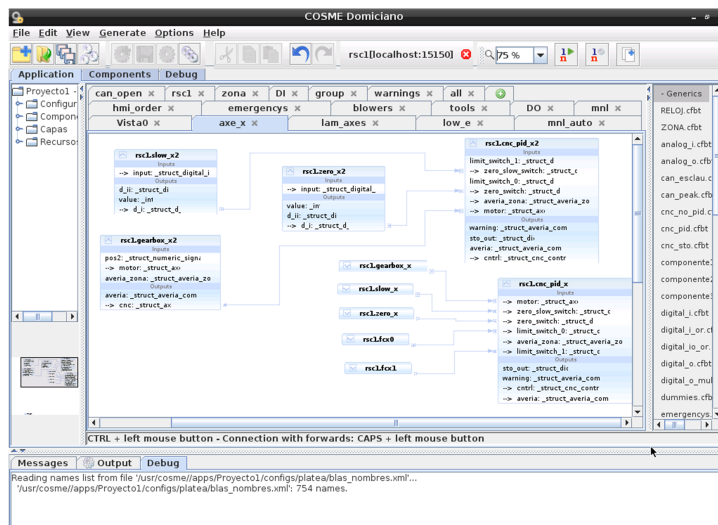 COSME Domiciano
File Edit View Generate Options Help
rsc1[localhost:15150] 75 %
Application Components Debug
Proyecto1 -
Configur
Compone
Capas
Recurso
can_open rsc1 zona DI group warnings all
hmi_order emergencys blowers tools DO mnl
Vista0 axe_x lam_axes low_e mnl_auto
rsc1.slow_x2
Inputs
--> input: _struct_digital_i
Outputs
d_ii: _struct_di
value: _int
--> d_i: _struct_d_
rsc1.zero_x2
Inputs
--> input: _struct_digital_
Outputs
value: _in
d_ii: _struct_di
--> d_i: _struct_d_
rsc1.cnc_pid_x2
Inputs
limit_switch_1: _struct_d
--> zero_slow_switch: _struct_c
limit_switch_0: _struct_d
--> zero_switch: _struct_d
--> averia_zona: _struct_averia_zo
--> motor: _struct_ax
Outputs
warning: _struct_averia_com
sto_out: _struct_di
averia: _struct_averia_com
--> cntrl: _struct_cnc_contr
rsc1.gearbox_x2
Inputs
pos2: _struct_numeric_signa
--> motor: _struct_ax
averia_zona: _struct_averia_zo
Outputs
averia: _struct_averia_com
--> cnc: _struct_ax
rsc1.gearbox_x
rsc1.slow_x
rsc1.zero_x
rsc1.fcx0
rsc1.fcx1
rsc1.cnc_pid_x
Inputs
--> motor: _struct_ax
--> zero_slow_switch: _struct_c
--> zero_switch: _struct_d
--> limit_switch_0: _struct_c
--> averia_zona: _struct_averia_zo
--> limit_switch_1: _struct_c
Outputs
sto_out: _struct_di
warning: _struct_averia_com
--> cntrl: _struct_cnc_contr
--> averia: _struct_averia_com
- Generics
RELOJ.cfbt
ZONA.cfbt
analog_i.cfbt
analog_o.cfbt
can_esclau.c
can_peak.cfbt
cnc_no_pid.c
cnc_pid.cfbt
cnc_sto.cfbt
componente
componente
componente
digital_i.cfbt
digital_i_or.cf
digital_io_or.
digital_o.cfbt
digital_o_mul
dummies.cfbt
emergencys.
CTRL + left mouse button - Connection with forwards: CAPS + left mouse button
Messages Output Debug
Reading names list from file '/usr/cosme//apps/Proyecto1/configs/platea/blas_nombres.xml'...
'/usr/cosme//apps/Proyecto1/configs/platea/blas_nombres.xml': 754 names.